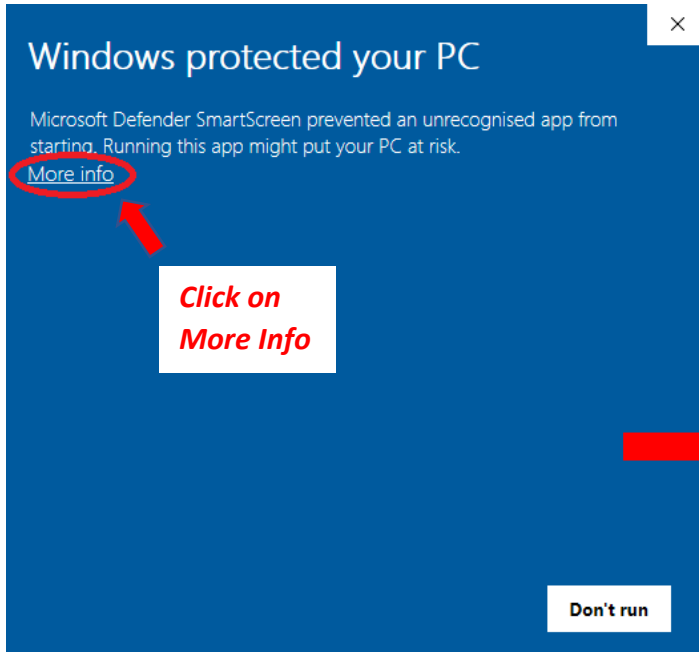 Windows protected your PC
Microsoft Defender SmartScreen prevented an unrecognised app from
starting. Running this app might put your PC at risk.
More info
Click on
More Info
Don't run